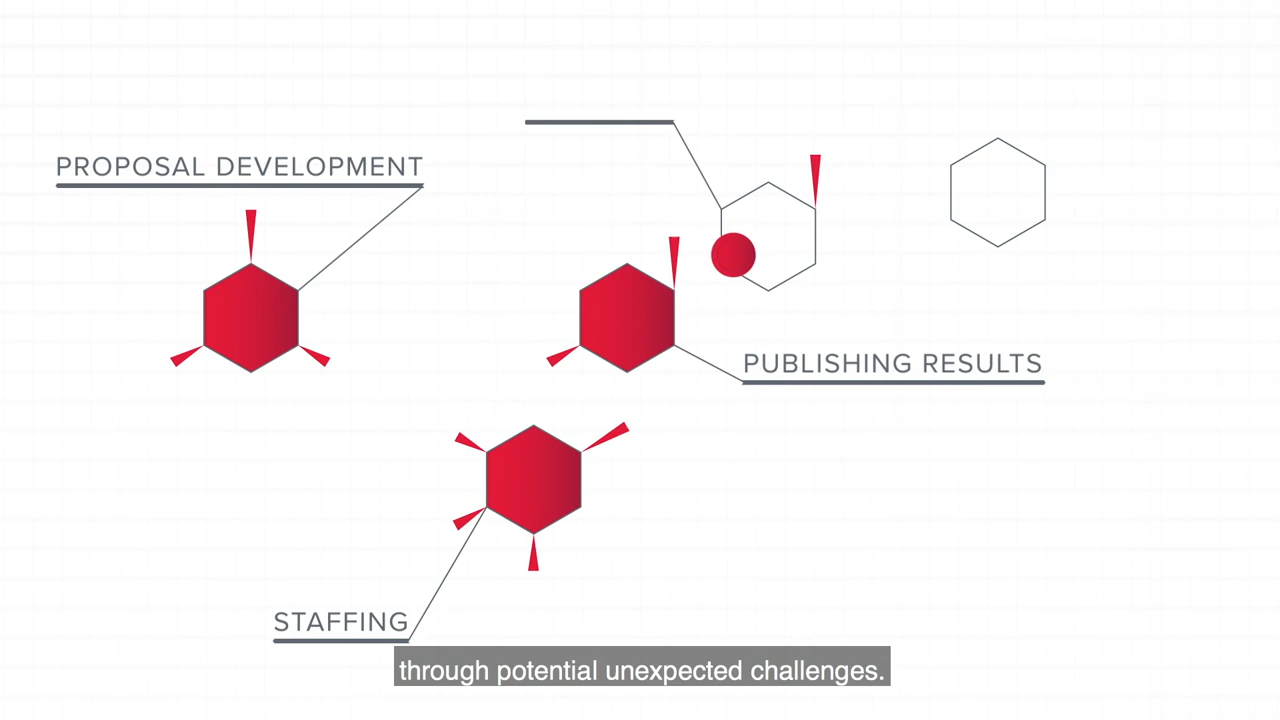 PROPOSAL DEVELOPMENT
PUBLISHING RESULTS
STAFFING
through potential unexpected challenges.